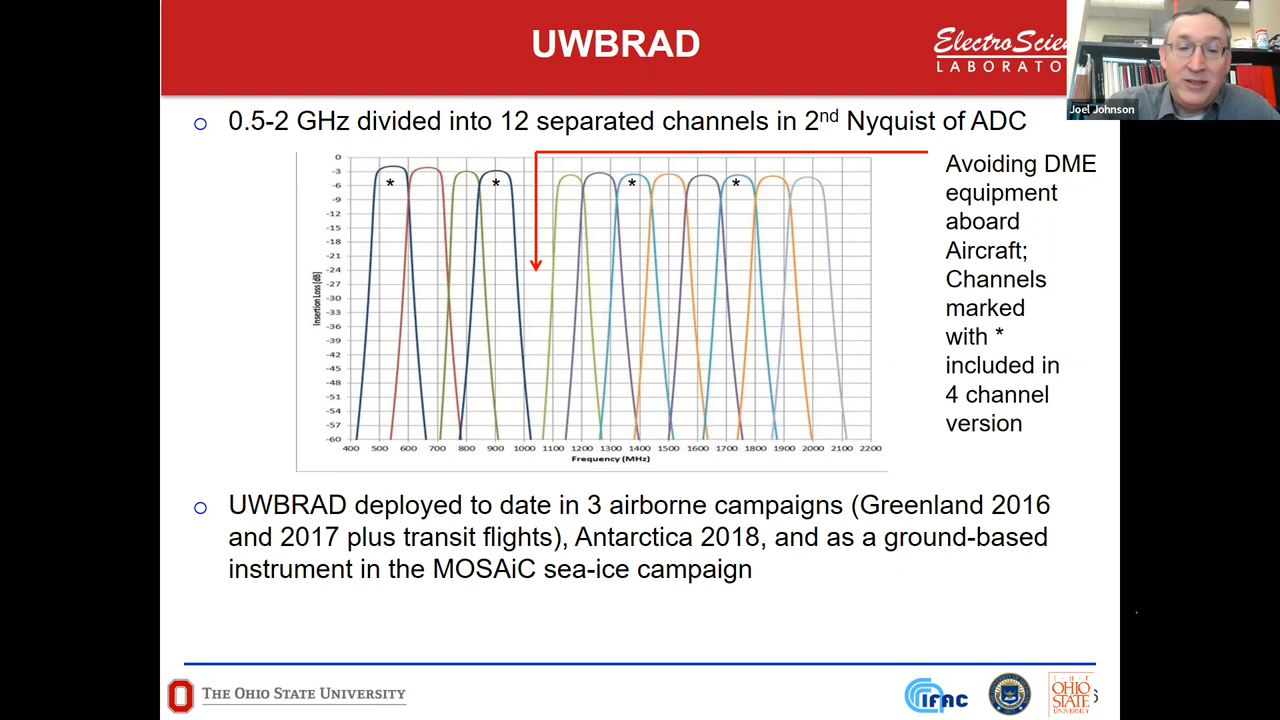 UWBRAD
ElectroScien
LABORATO
Joel Johnson
o 0.5-2 GHz divided into 12 separated channels in 2nd Nyquist of ADC
Avoiding DME
equipment
aboard
Aircraft;
Channels
marked
with *
included in
4 channel
version
0
-3
-6
-9
-12
-15
-18
-21
-24
-27
-30
-33
-36
-39
-42
-45
-48
-51
-54
-57
-60
Insertion Loss (dB)
* * * *
400 500 600 700 800 900 1000 1100 1200 1300 1400 1500 1600 1700 1800 1900 2000 2100 2200
Frequency (MHz)
o UWBRAD deployed to date in 3 airborne campaigns (Greenland 2016
and 2017 plus transit flights), Antarctica 2018, and as a ground-based
instrument in the MOSAiC sea-ice campaign
THE OHIO STATE UNIVERSITY
IFAC
THE
OHIO
STATE
UNIVERSITY